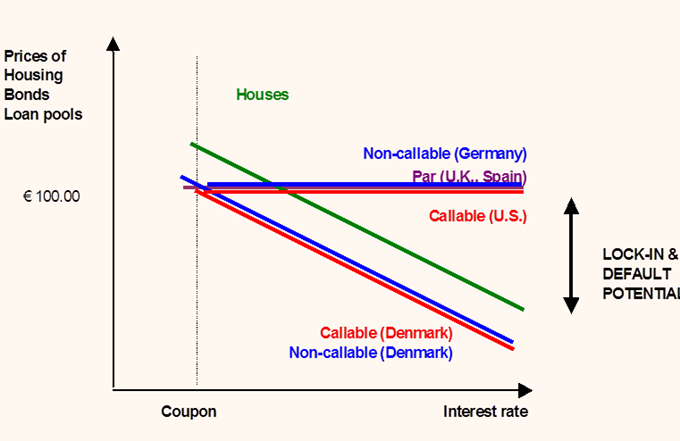 Prices of
Housing
Bonds
Loan pools
Houses
Non-callable (Germany)
Par (U.K., Spain)
€ 100.00
Callable (U.S.)
LOCK-IN &
DEFAULT
POTENTIAL
Callable (Denmark)
Non-callable (Denmark)
Coupon
Interest rate